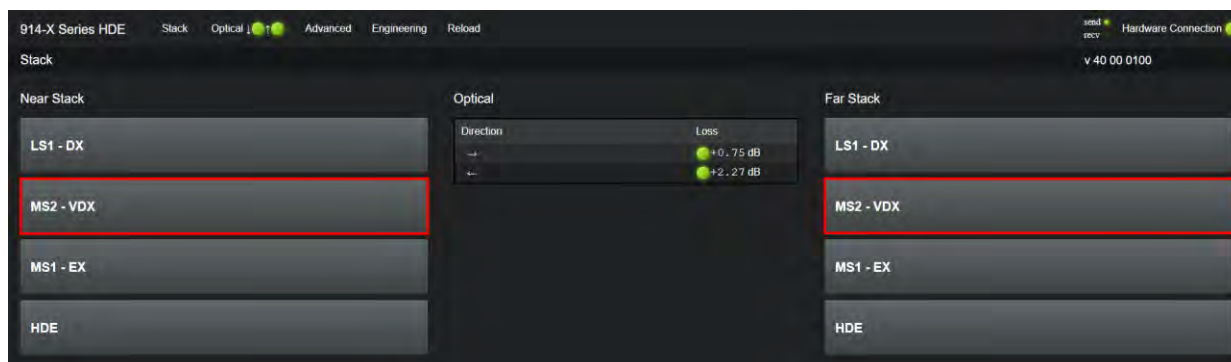 914-X Series HDE Stack Optical ↓↑ Advanced Engineering Reload send recv Hardware Connection
Stack v 40 00 0100
Near Stack Optical Far Stack
Direction Loss
→ +0.75 dB
← +2.27 dB
LS1 - DX LS1 - DX
MS2 - VDX MS2 - VDX
MS1 - EX MS1 - EX
HDE HDE